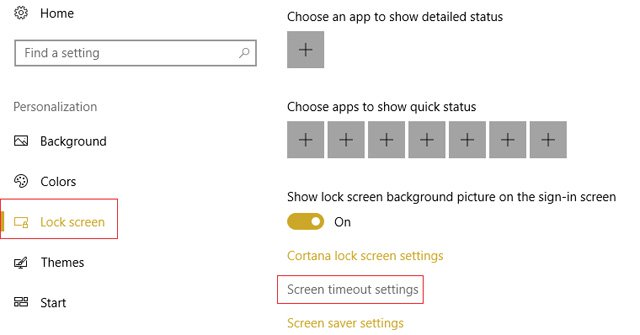 Home
Find a setting
Personalization
Background
Colors
Lock screen
Themes
Start
Choose an app to show detailed status
Choose apps to show quick status
Show lock screen background picture on the sign-in screen
On
Cortana lock screen settings
Screen timeout settings
Screen saver settings